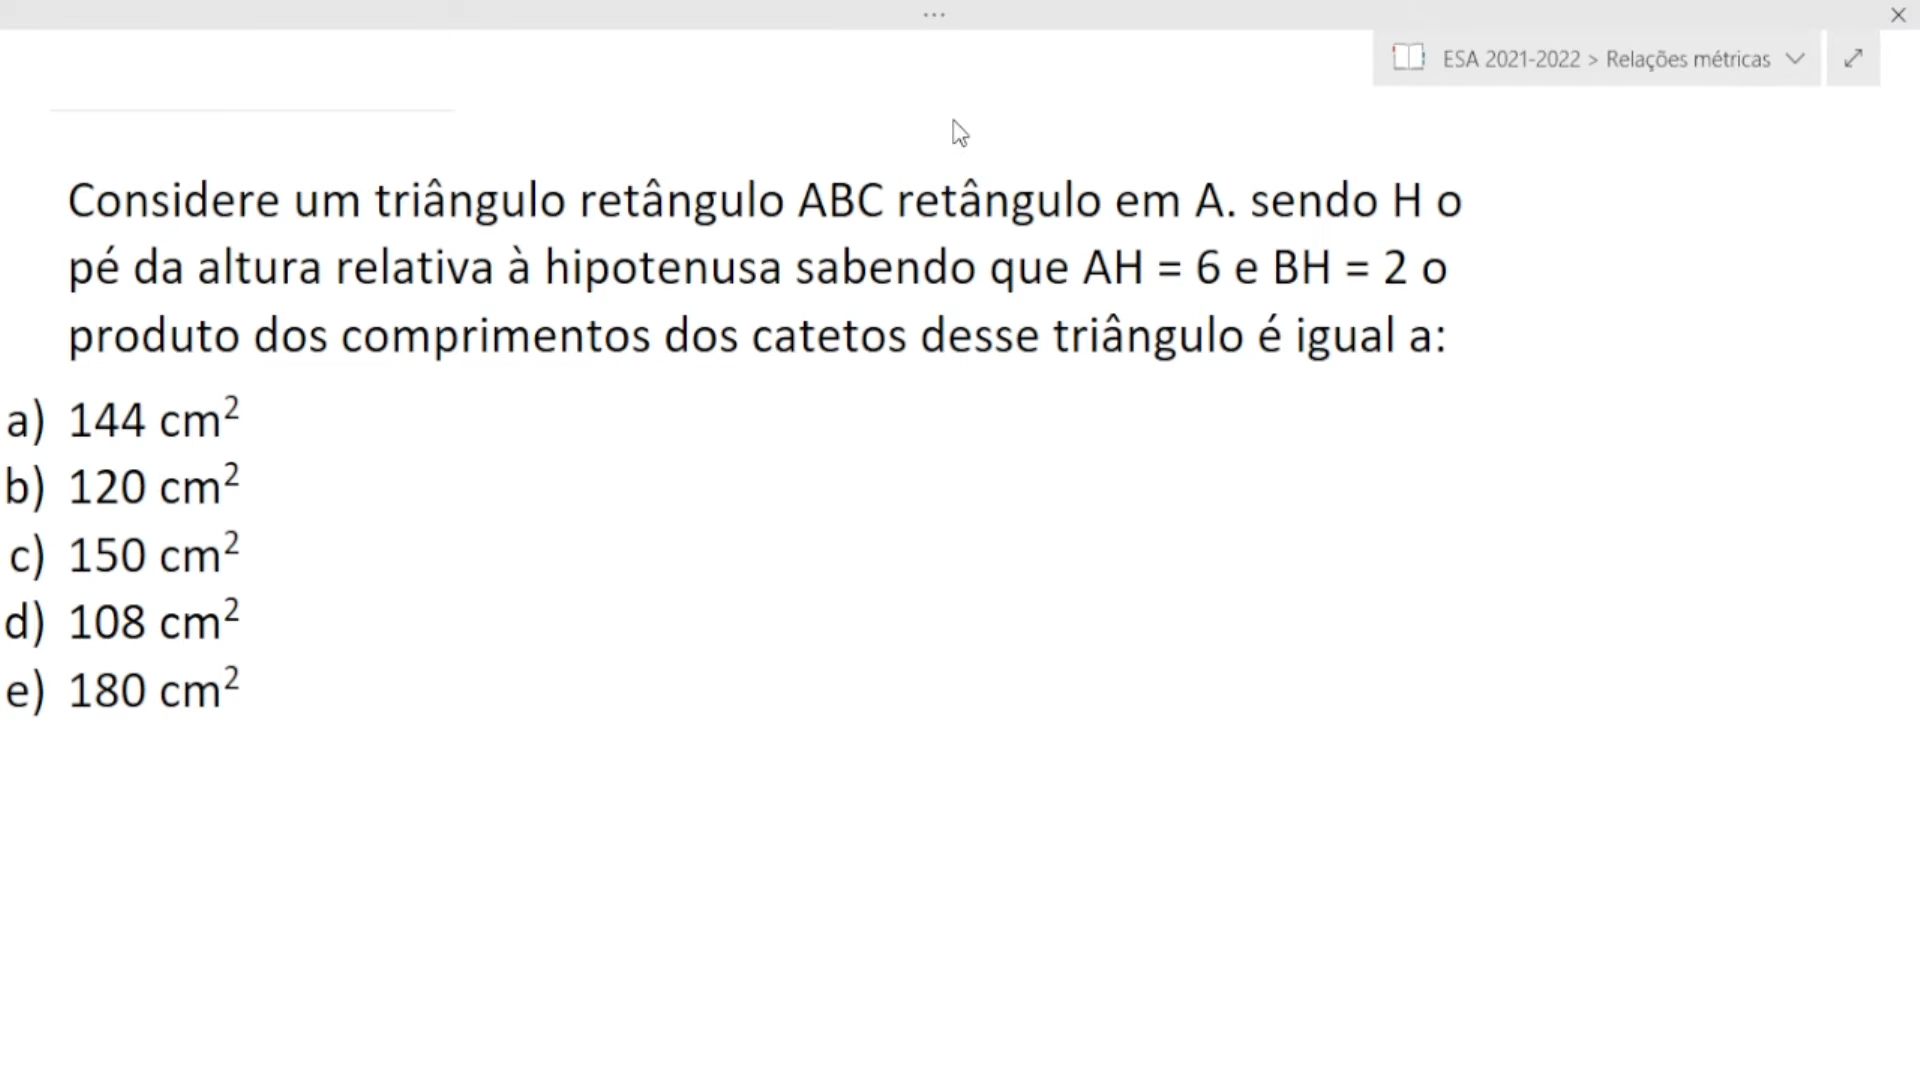 ...
ESA 2021-2022 > Relações métricas
Considere um triângulo retângulo ABC retângulo em A. sendo H o
pé da altura relativa à hipotenusa sabendo que AH = 6 e BH = 2 o
produto dos comprimentos dos catetos desse triângulo é igual a:
a) 144 cm²
b) 120 cm²
c) 150 cm²
d) 108 cm²
e) 180 cm²